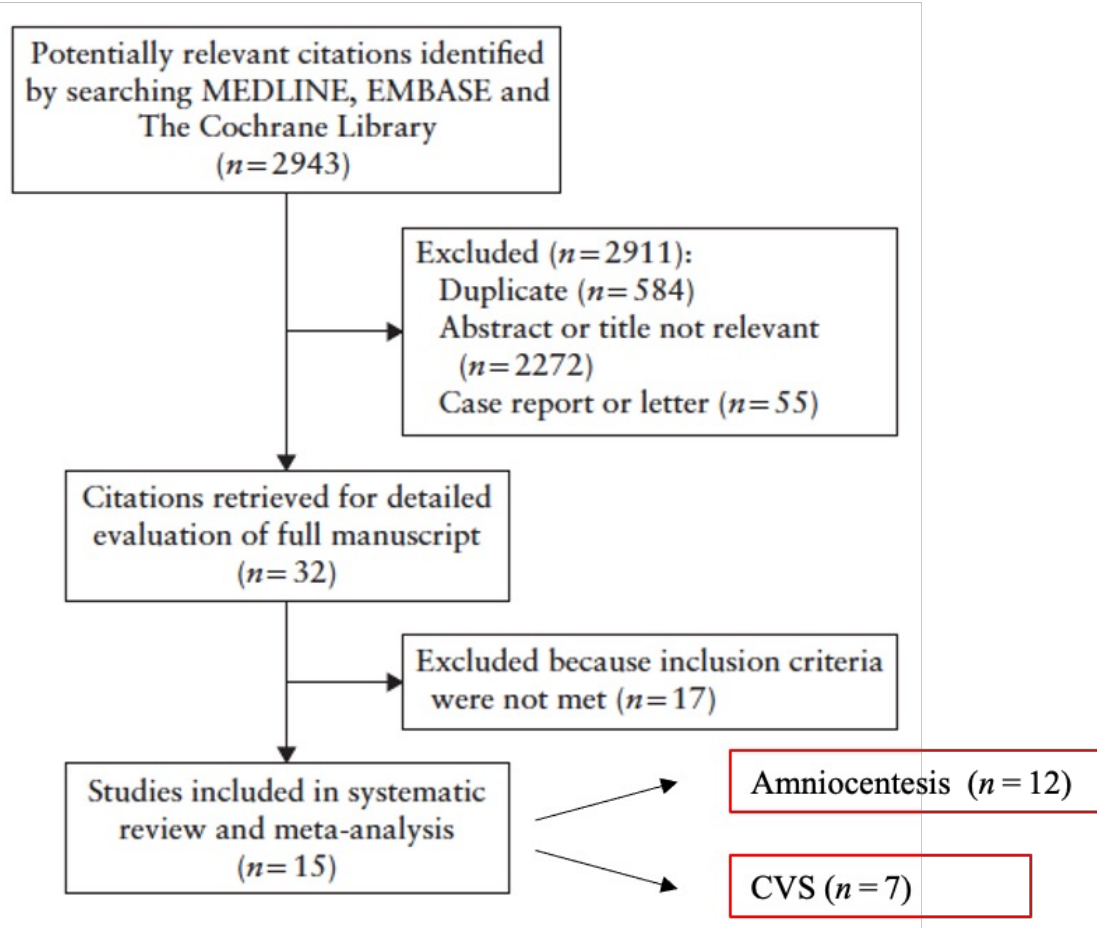 Potentially relevant citations identified
by searching MEDLINE, EMBASE and
The Cochrane Library
(n=2943)
Excluded (n=2911):
Duplicate (n=584)
Abstract or title not relevant
(n=2272)
Case report or letter (n=55)
Citations retrieved for detailed
evaluation of full manuscript
(n=32)
Excluded because inclusion criteria
were not met (n=17)
Studies included in systematic
review and meta-analysis
(n=15)
Amniocentesis (n=12)
CVS (n=7)